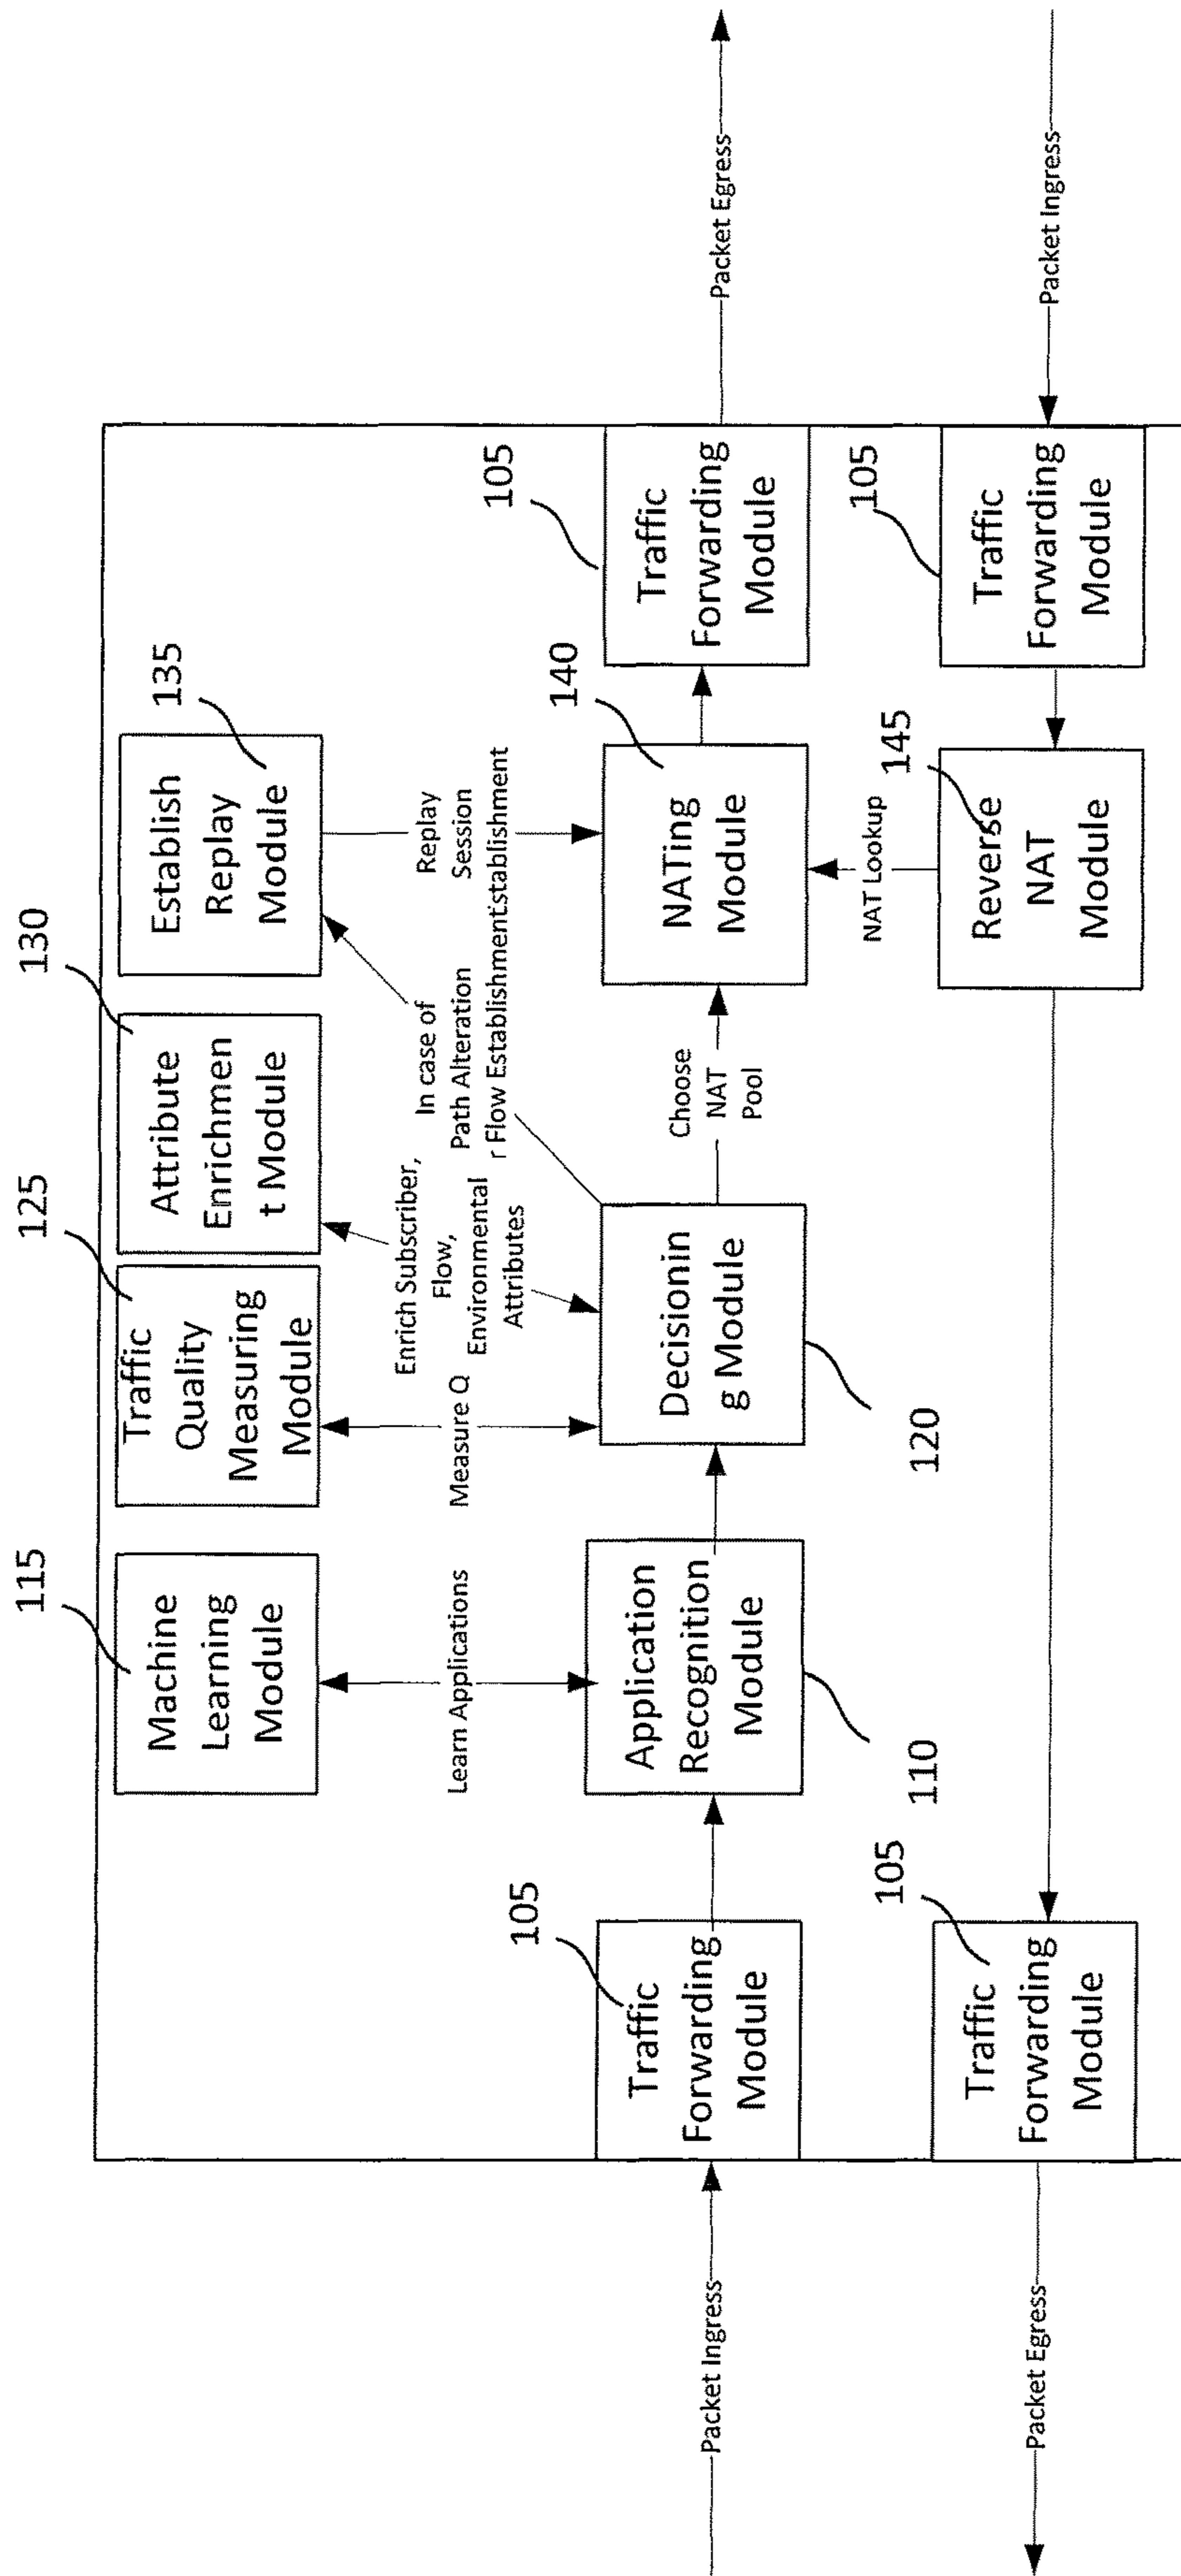 115
125
130
135
Machine
Learning
Module
Traffic
Quality
Measuring
Module
Attribute
Enrichmen
t Module
Establish
Replay
Module
Learn Applications
Measure Q
Enrich Subscriber,
Flow,
Environmental
Attributes
In case of
Path Alteration
r Flow Establishment
stablishment
Replay
Session
105
140
105
Packet Ingress
Traffic
Forwarding
Module
Application
Recognition
Module
Decisionin
g Module
Choose
NAT
Pool
NATing
Module
Traffic
Forwarding
Module
Packet Egress
110
120
NAT Lookup
105
145
105
Packet Egress
Traffic
Forwarding
Module
Reverse
NAT
Module
Traffic
Forwarding
Module
Packet Ingress